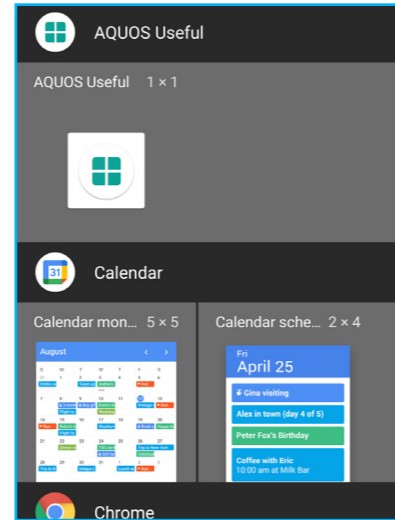 AQUOS Useful
AQUOS Useful 1 × 1
31
Calendar
Calendar mon... 5 × 5
Calendar sche... 2 × 4
August
S M T W T F S
Fri
April 25
Gina visiting
Alex in town (day 4 of 5)
Peter Fox's Birthday
Coffee with Eric
10:00 am at Milk Bar
Chrome